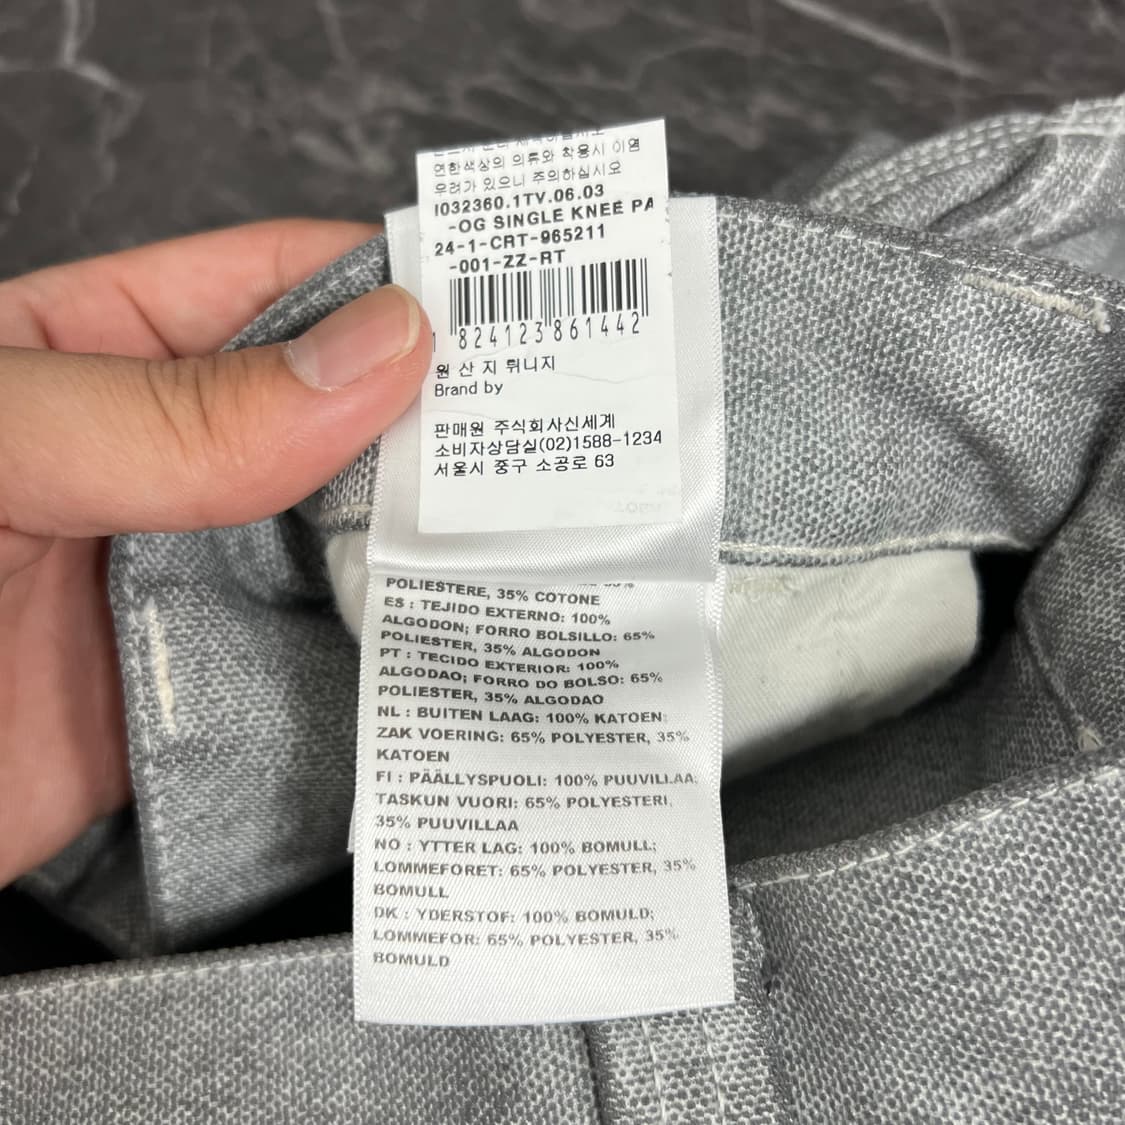 연한색상의 의류와 착용시 이염
우려가 있으니 주의하십시오
I032360.1TV.06.03
-OG SINGLE KNEE PA
24-1-CRT-965211
-001-ZZ-RT
1 824123 861442
원 산 지 튀니지
Brand by
판매원 주식회사신세계
소비자상담실(02)1588-1234
서울시 중구 소공로 63
POLIESTERE, 35% COTONE
ES : TEJIDO EXTERNO: 100%
ALGODON; FORRO BOLSILLO: 65%
POLIESTER, 35% ALGODON
PT : TECIDO EXTERIOR: 100%
ALGODAO; FORRO DO BOLSO: 65%
POLIESTER, 35% ALGODAO
NL : BUITEN LAAG: 100% KATOEN;
ZAK VOERING: 65% POLYESTER, 35%
KATOEN
FI : PÄÄLLYSPUOLI: 100% PUUVILLAA;
TASKUN VUORI: 65% POLYESTERI,
35% PUUVILLAA
NO : YTTER LAG: 100% BOMULL;
LOMMEFORET: 65% POLYESTER, 35%
BOMULL
DK : YDERSTOF: 100% BOMULD;
LOMMEFOR: 65% POLYESTER, 35%
BOMULD